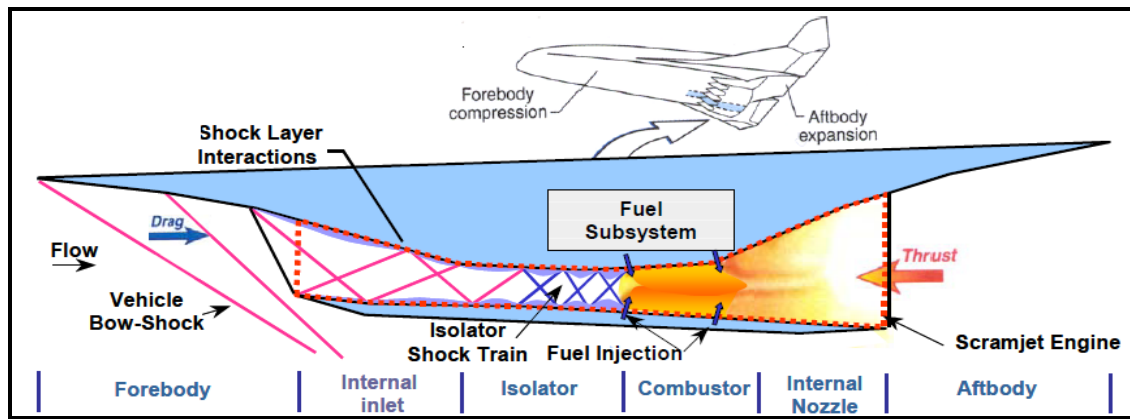 Forebody
compression
Aftbody
expansion
Shock Layer
Interactions
Fuel
Subsystem
Drag
Flow
Thrust
Vehicle
Bow-Shock
Isolator
Shock Train
Fuel Injection
Scramjet Engine
Forebody
Internal
inlet
Isolator
Combustor
Internal
Nozzle
Aftbody